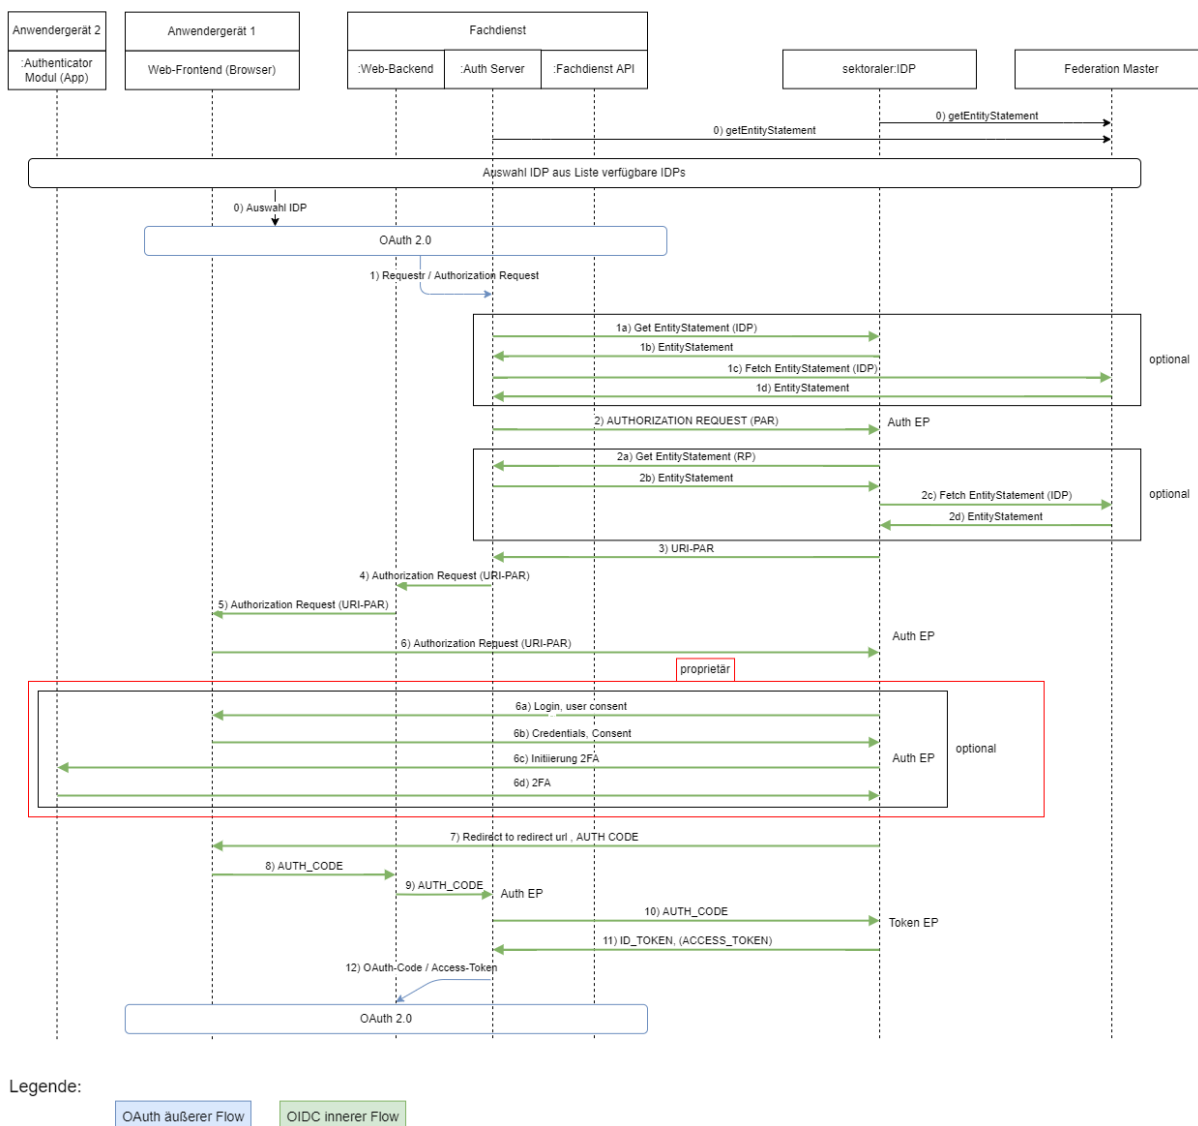 Anwendergerät 2
Anwendergerät 1
Fachdienst
:Authenticator
Modul (App)
Web-Frontend (Browser)
:Web-Backend
:Auth Server
:Fachdienst API
sektoraler:IDP
Federation Master
0) getEntityStatement
0) getEntityStatement
Auswahl IDP aus Liste verfügbare IDPs
0) Auswahl IDP
OAuth 2.0
1) Requestr / Authorization Request
1a) Get EntityStatement (IDP)
1b) EntityStatement
optional
1c) Fetch EntityStatement (IDP)
1d) EntityStatement
2) AUTHORIZATION REQUEST (PAR)
Auth EP
2a) Get EntityStatement (RP)
2b) EntityStatement
optional
2c) Fetch EntityStatement (IDP)
2d) EntityStatement
3) URI-PAR
4) Authorization Request (URI-PAR)
5) Authorization Request (URI-PAR)
Auth EP
6) Authorization Request (URI-PAR)
proprietär
6a) Login, user consent
6b) Credentials, Consent
optional
6c) Initiierung 2FA
Auth EP
6d) 2FA
7) Redirect to redirect url , AUTH CODE
8) AUTH_CODE
9) AUTH_CODE
Auth EP
10) AUTH_CODE
Token EP
11) ID_TOKEN, (ACCESS_TOKEN)
12) OAuth-Code / Access-Token
OAuth 2.0
Legende:
OAuth äußerer Flow
OIDC innerer Flow